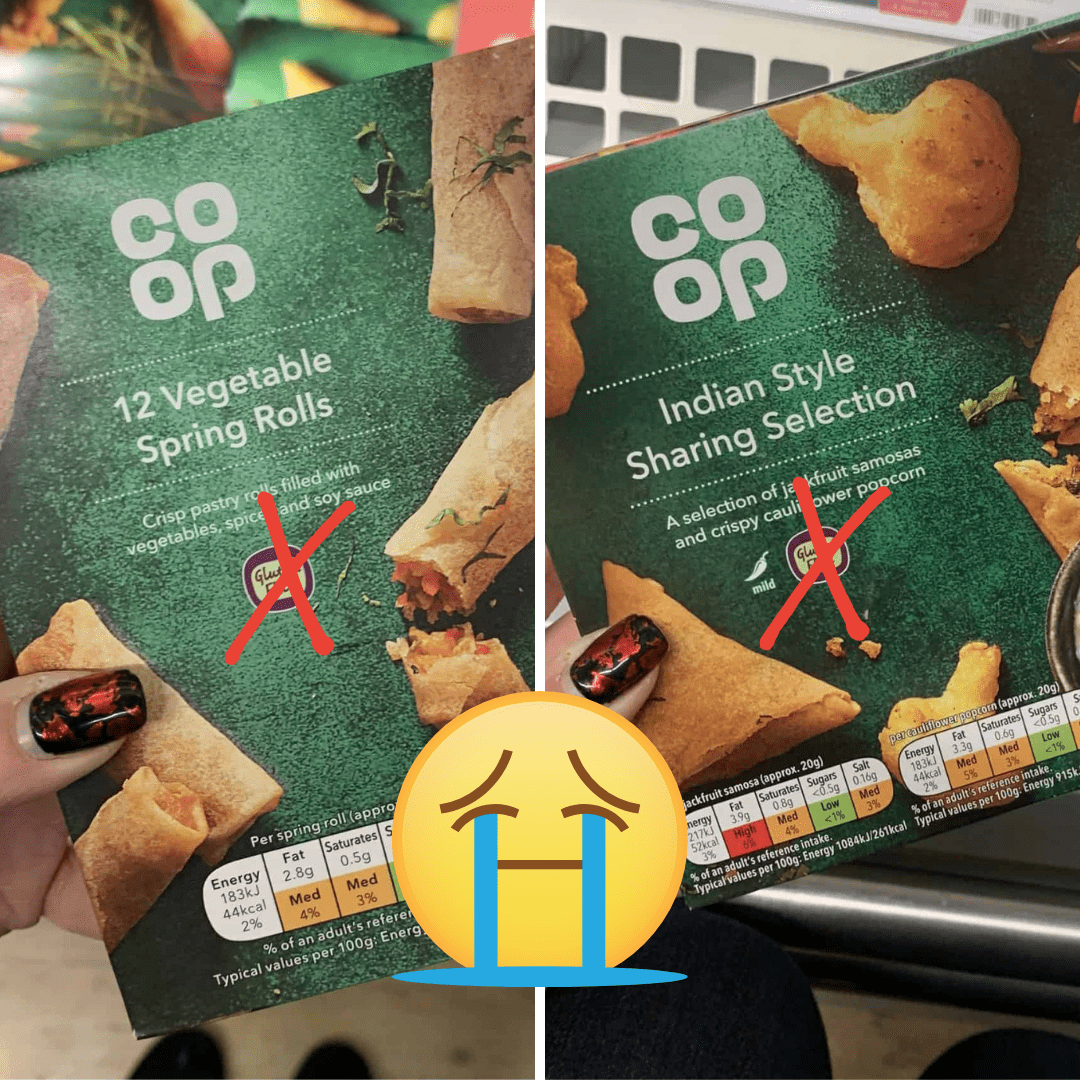 CO
OP
12 Vegetable
Spring Rolls
Crisp pastry rolls filled with
vegetables, spices and soy sauce
Per spring roll
Energy
183kJ
44kcal
2%
Fat
2.8g
Med
4%
Saturates
0.5g
Med
3%
% of an adult's
Typical values per 100g:
CO
OP
Indian Style
Sharing Selection
A selection of jackfruit samosas
and crispy cauliflower popcorn
mild
jackfruit samosa (approx. 20g)
217kJ
52kcal
3%
Fat
3.9g
High
6%
Saturates
0.8g
Med
4%
Sugars
<0.5g
Low
<1%
Salt
0.16g
Med
3%
% of an adult's reference intake.
Typical values per 100g: Energy 1084kJ/261kcal
per cauliflower popcorn (approx. 20g)
Energy
183kJ
44kcal
2%
Fat
3.3g
Med
5%
Saturates
0.6g
Med
3%
Sugars
<0.5g
Low
<1%
% of an adult's reference intake.
Typical values per 100g: Energy